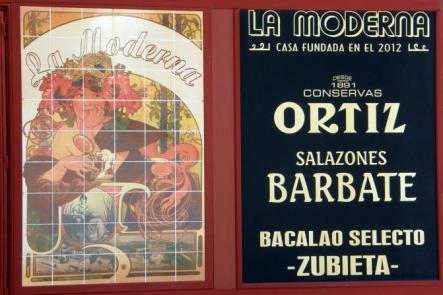 La Moderna
LA MODERNA
CASA FUNDADA EN EL 2012
DESDE
1891
CONSERVAS
ORTIZ
SALAZONES
BARBATE
BACALAO SELECTO
-ZUBIETA-